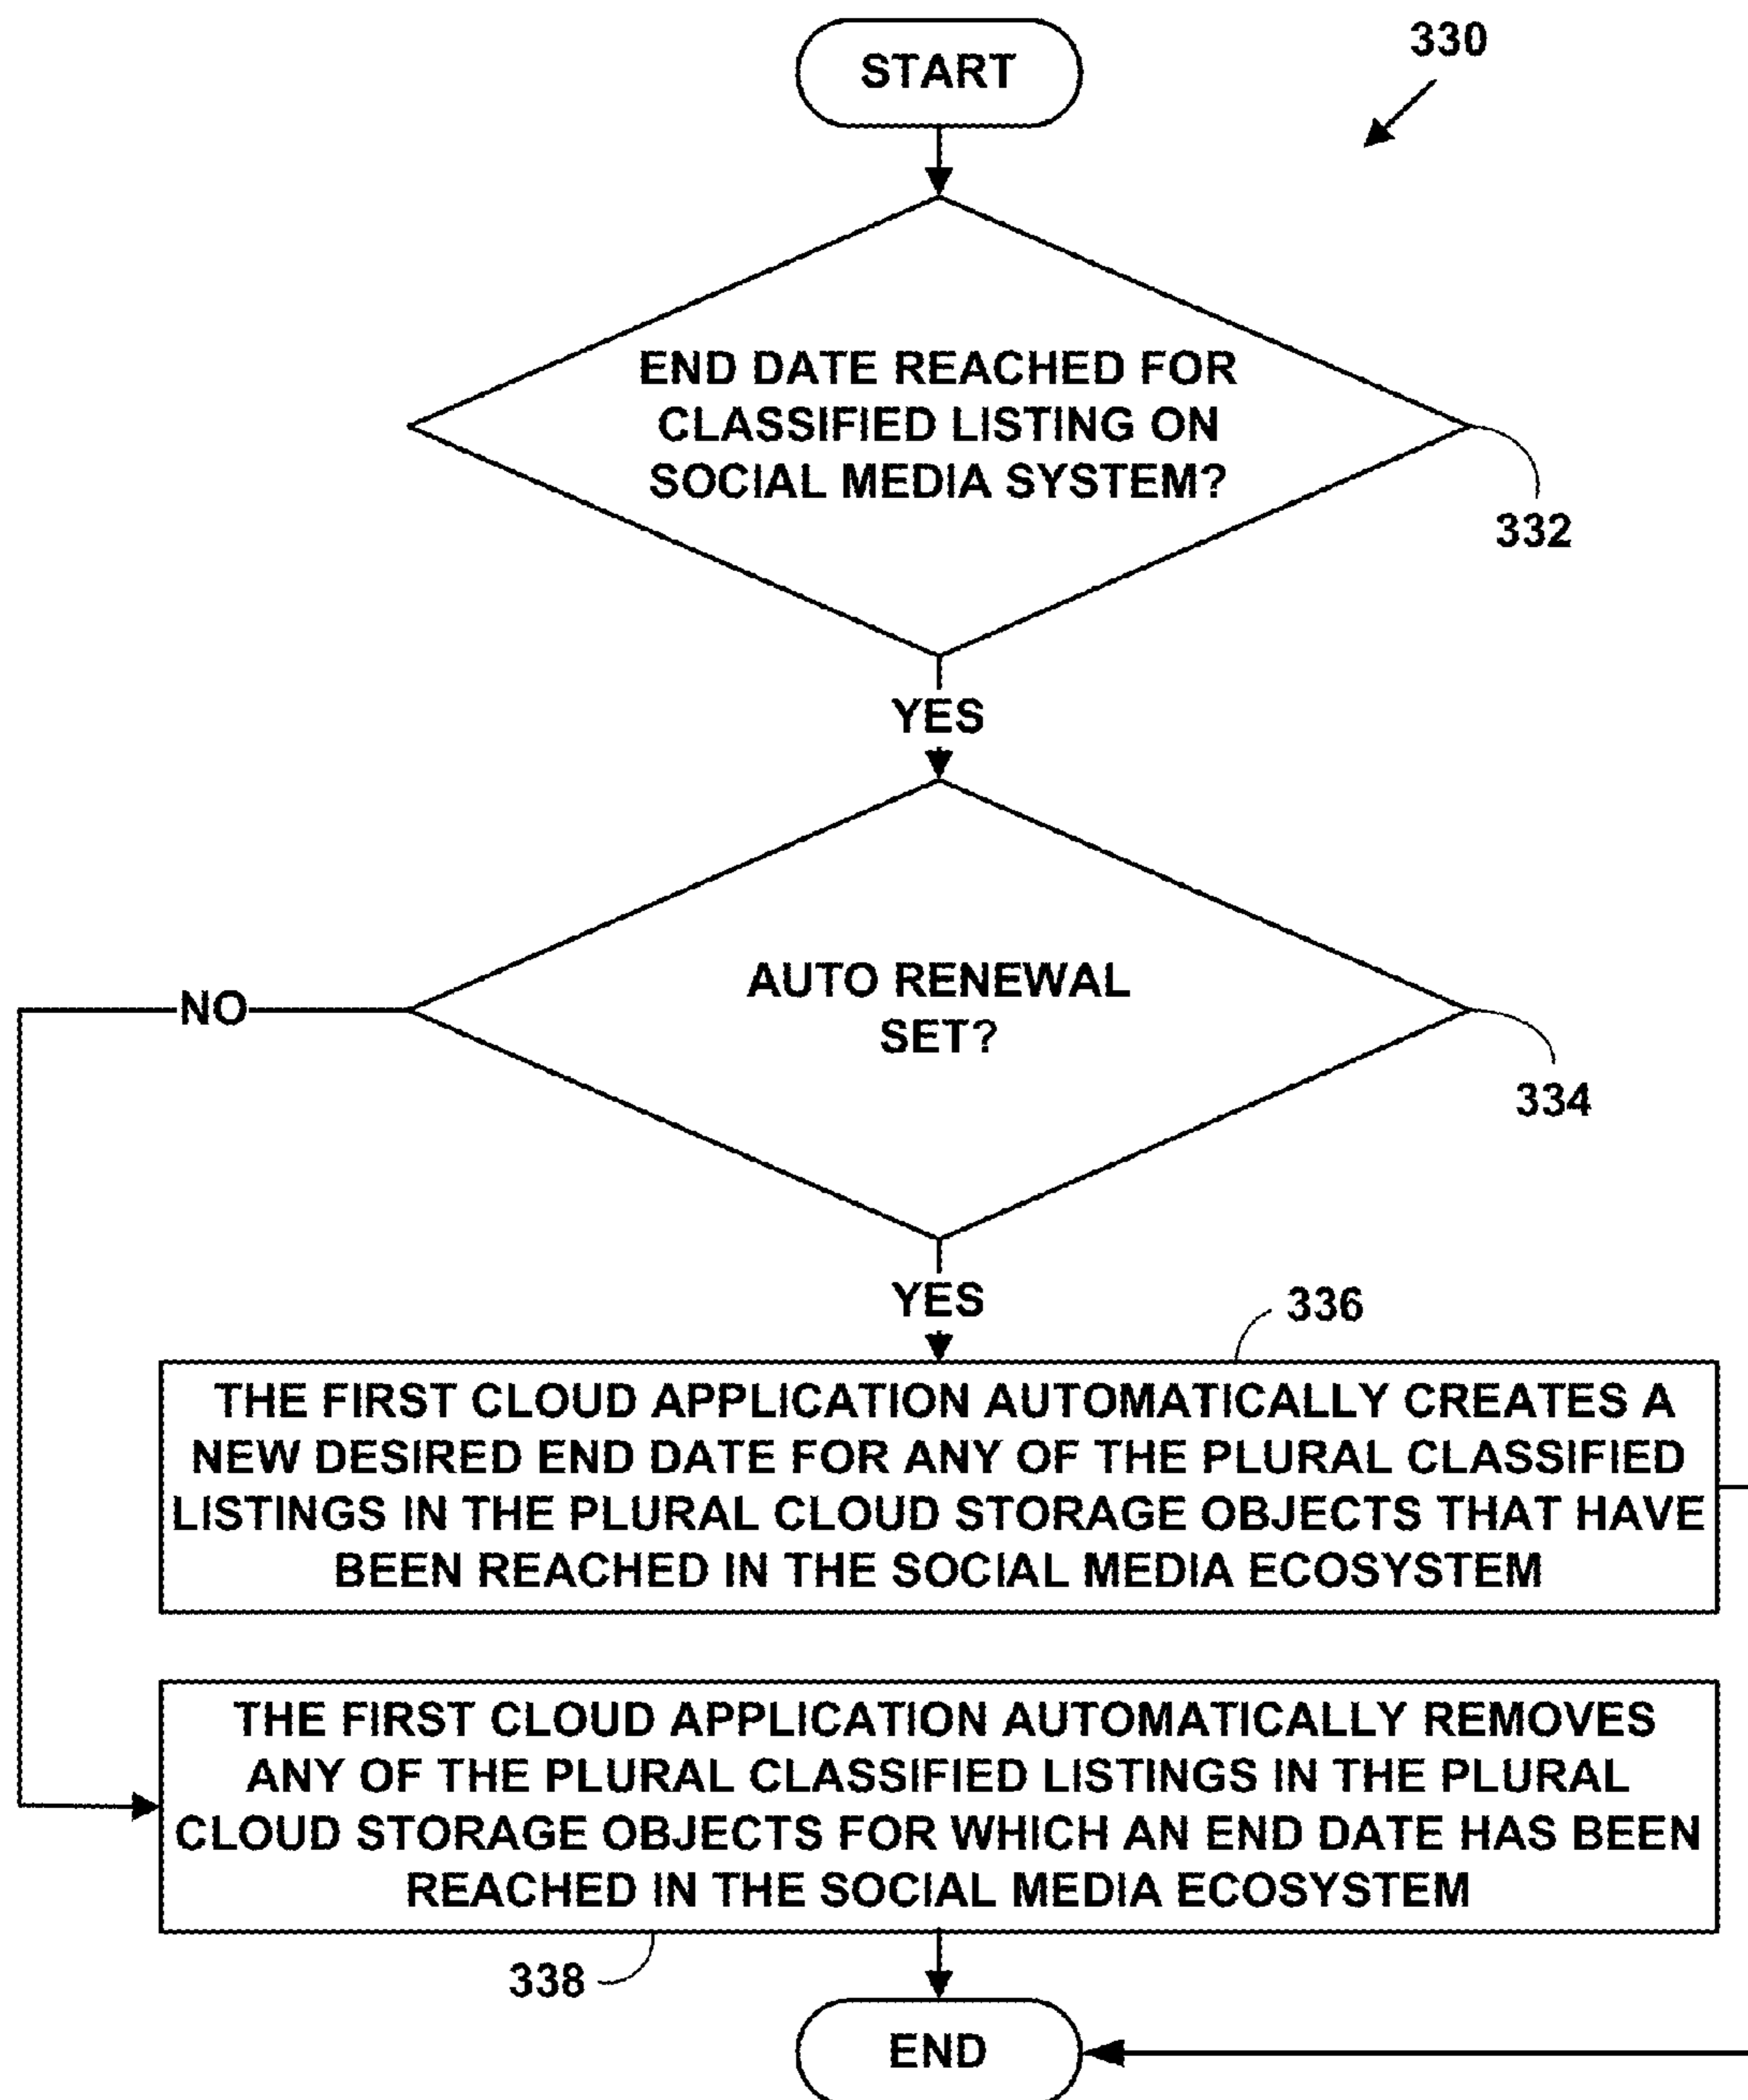 START
330
END DATE REACHED FOR
CLASSIFIED LISTING ON
SOCIAL MEDIA SYSTEM?
332
YES
AUTO RENEWAL
SET?
NO
334
YES
336
THE FIRST CLOUD APPLICATION AUTOMATICALLY CREATES A
NEW DESIRED END DATE FOR ANY OF THE PLURAL CLASSIFIED
LISTINGS IN THE PLURAL CLOUD STORAGE OBJECTS THAT HAVE
BEEN REACHED IN THE SOCIAL MEDIA ECOSYSTEM
THE FIRST CLOUD APPLICATION AUTOMATICALLY REMOVES
ANY OF THE PLURAL CLASSIFIED LISTINGS IN THE PLURAL
CLOUD STORAGE OBJECTS FOR WHICH AN END DATE HAS BEEN
REACHED IN THE SOCIAL MEDIA ECOSYSTEM
338
END